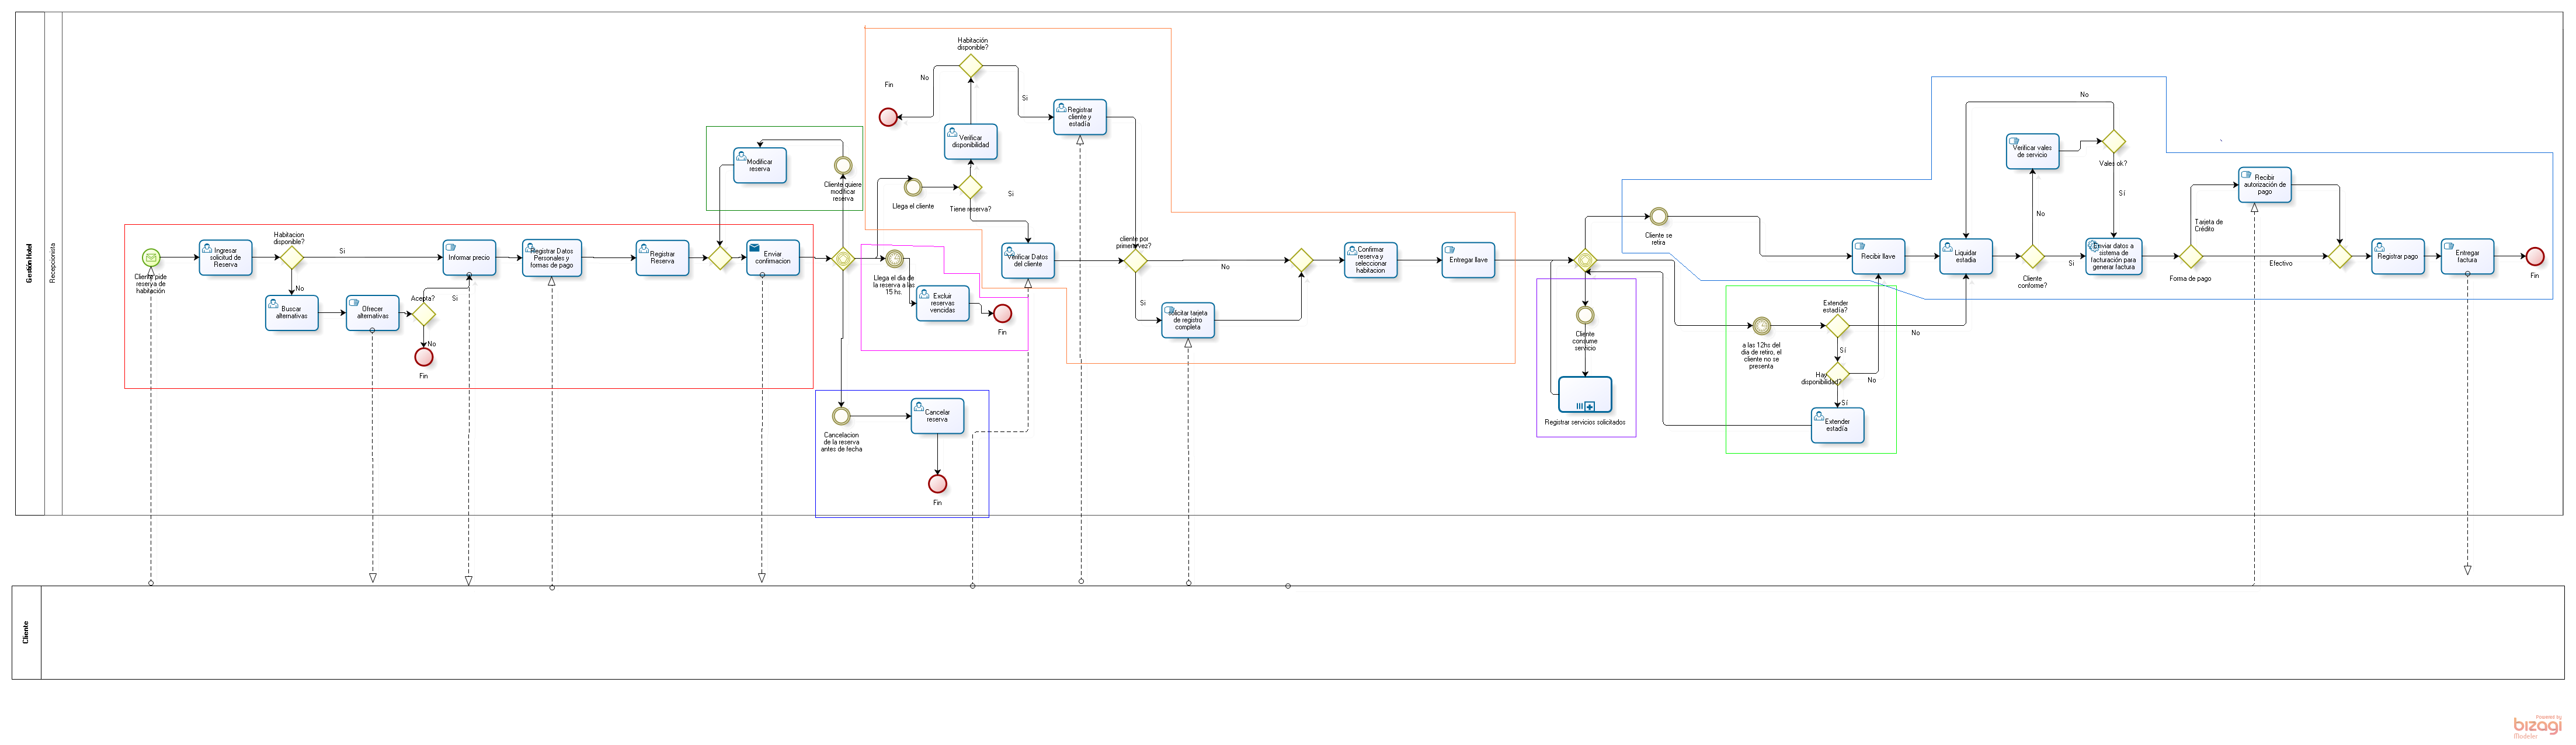 Gestión Hotel
Recepcionista
Cliente pide
reserva de
habitación
Ingresar
solicitud de
Reserva
Habitacion
disponible?
Si
No
Buscar
alternativas
Ofrecer
alternativas
Acepta?
Si
No
Fin
Informar precio
Registrar Datos
Personales y
formas de pago
Registrar
Reserva
Enviar
confirmacion
Modificar
reserva
Cliente quiere
modificar
reserva
Llega el dia de
la reserva a las
15 hs.
Excluir
reservas
vencidas
Fin
Cancelacion
de la reserva
antes de fecha
Cancelar
reserva
Fin
Llega el cliente
Tiene reserva?
Si
Verificar
disponibilidad
Habitación
disponible?
No
Fin
Si
Registrar
cliente y
estadía
Verificar Datos
del cliente
cliente por
primera vez?
No
Si
solicitar tarjeta
de registro
completa
Confirmar
reserva y
seleccionar
habitacion
Entregar llave
Cliente
consume
servicio
Registrar servicios solicitados
Cliente se
retira
a las 12hs del
dia de retiro, el
cliente no se
presenta
Extender
estadía?
No
Sí
Hay
disponibilidad?
No
Sí
Extender
estadía
Recibir llave
Liquidar
estadia
Cliente
conforme?
No
Si
Verificar vales
de servicio
Vales ok?
No
Sí
Enviar datos a
sistema de
facturación para
generar factura
Forma de pago
Tarjeta de
Crédito
Efectivo
Recibir
autorización de
pago
Registrar pago
Entregar
factura
Fin
Cliente
Powered by
bizagi
Modeler